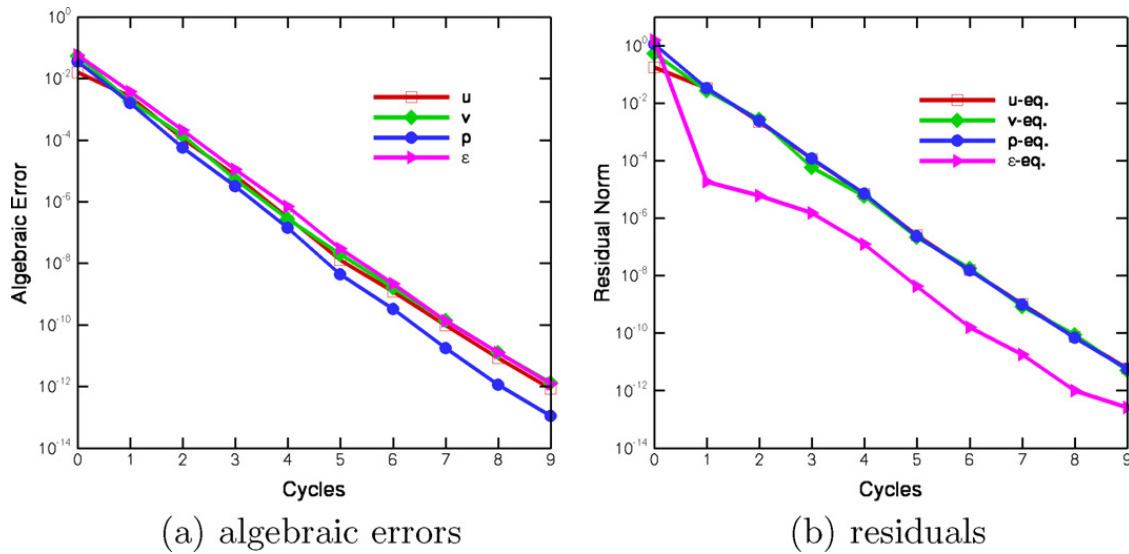 10^0
10^-2
10^-4
10^-6
10^-8
10^-10
10^-12
10^-14
Algebraic Error
u
v
p
ε
0 1 2 3 4 5 6 7 8 9
Cycles
(a) algebraic errors
10^0
10^-2
10^-4
10^-6
10^-8
10^-10
10^-12
10^-14
Residual Norm
u-eq.
v-eq.
p-eq.
ε-eq.
0 1 2 3 4 5 6 7 8 9
Cycles
(b) residuals